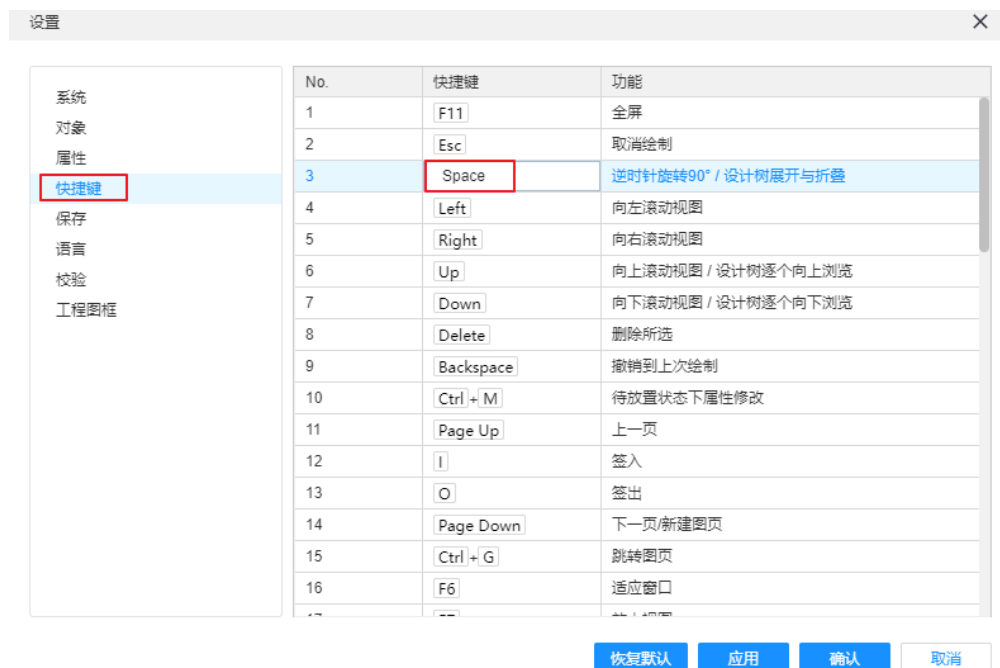 设置
系统
对象
属性
快捷键
保存
语言
校验
工程图框
No. 快捷键 功能
1 F11 全屏
2 Esc 取消绘制
3 Space 逆时针旋转90° / 设计树展开与折叠
4 Left 向左滚动视图
5 Right 向右滚动视图
6 Up 向上滚动视图 / 设计树逐个向上浏览
7 Down 向下滚动视图 / 设计树逐个向下浏览
8 Delete 删除所选
9 Backspace 撤销到上次绘制
10 Ctrl + M 待放置状态下属性修改
11 Page Up 上一页
12 I 签入
13 O 签出
14 Page Down 下一页/新建图页
15 Ctrl + G 跳转图页
16 F6 适应窗口
恢复默认 应用 确认 取消